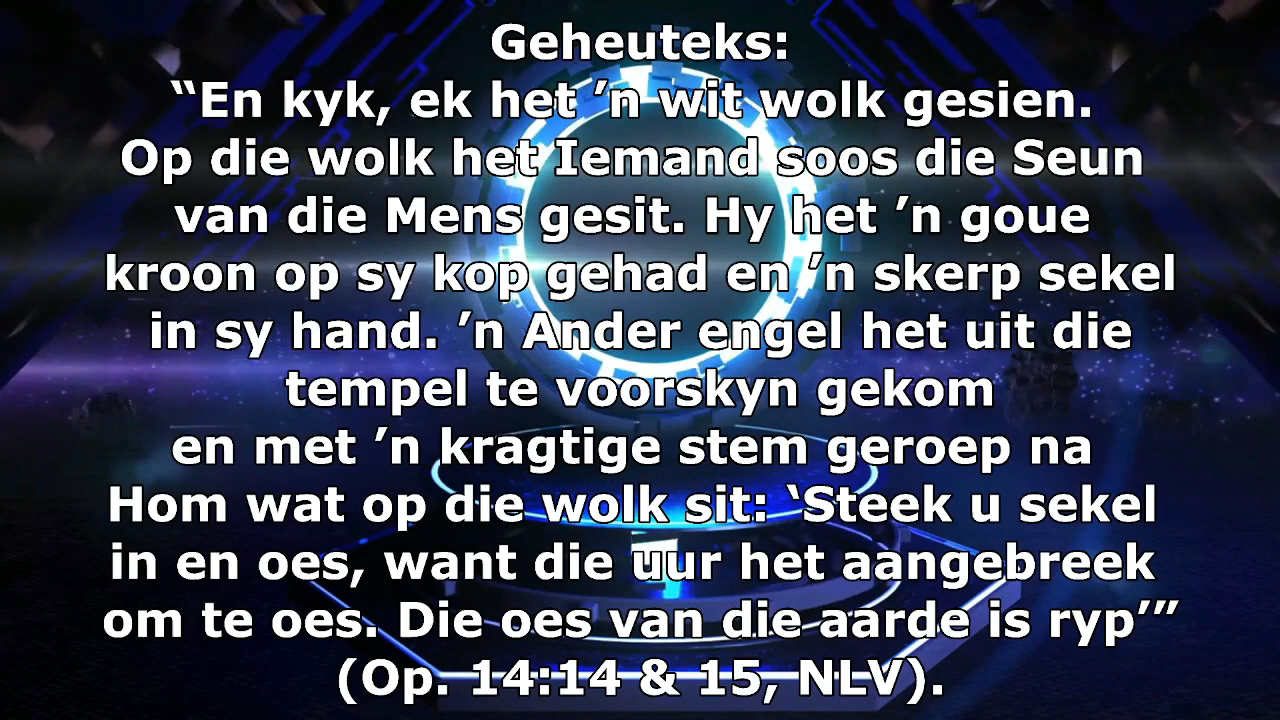 Geheuteks:
“En kyk, ek het ’n wit wolk gesien.
Op die wolk het Iemand soos die Seun
van die Mens gesit. Hy het ’n goue
kroon op sy kop gehad en ’n skerp sekel
in sy hand. ’n Ander engel het uit die
tempel te voorskyn gekom
en met ’n kragtige stem geroep na
Hom wat op die wolk sit: ‘Steek u sekel
in en oes, want die uur het aangebreek
om te oes. Die oes van die aarde is ryp’”
(Op. 14:14 & 15, NLV).